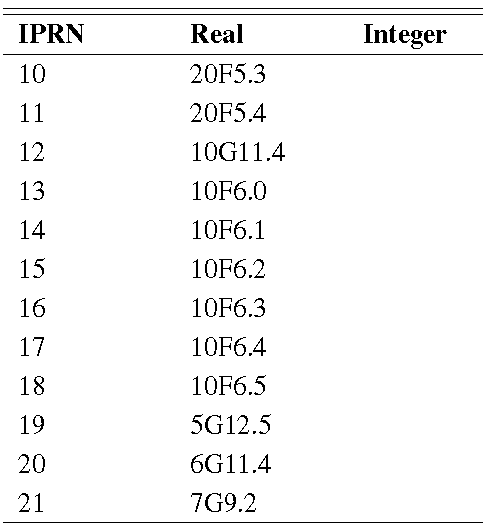 IPRN Real Integer
10 20F5.3
11 20F5.4
12 10G11.4
13 10F6.0
14 10F6.1
15 10F6.2
16 10F6.3
17 10F6.4
18 10F6.5
19 5G12.5
20 6G11.4
21 7G9.2